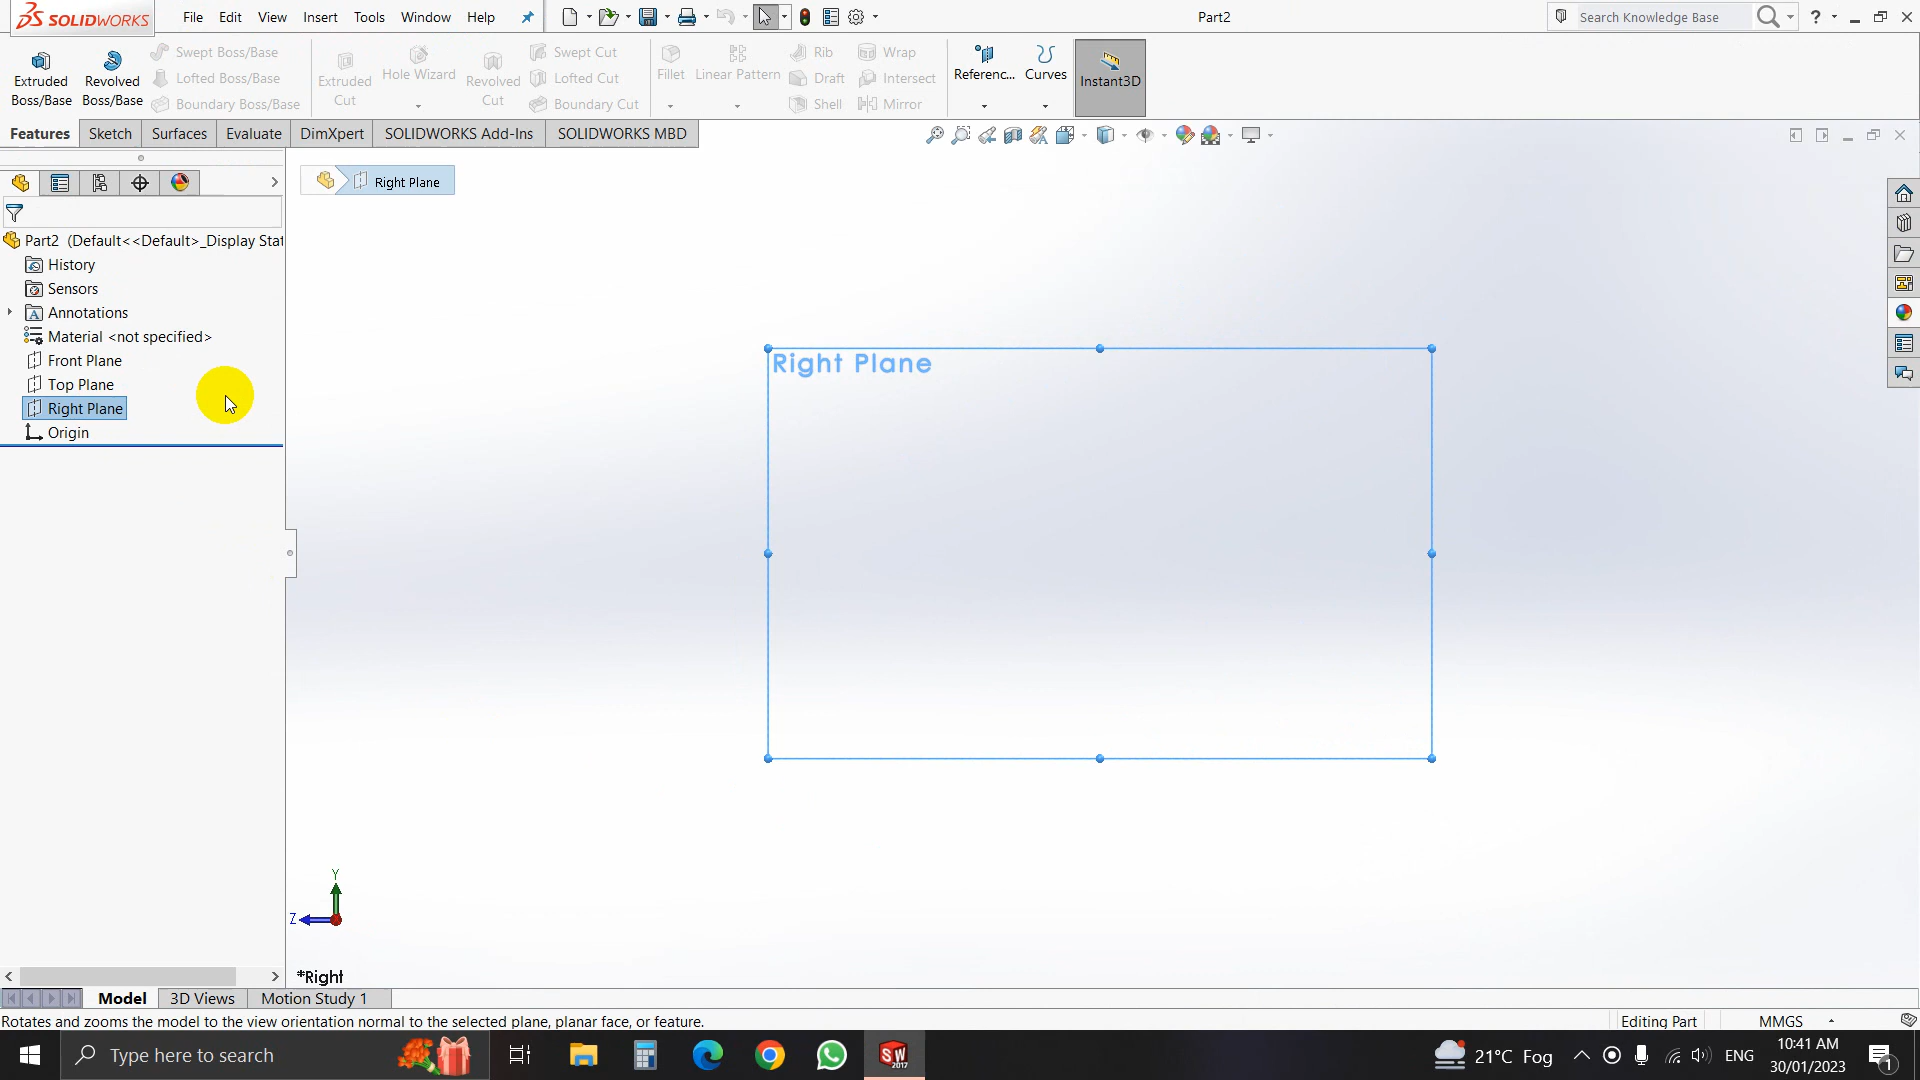 SOLIDWORKS File Edit View Insert Tools Window Help Part2 Search Knowledge Base ?
Extruded Boss/Base
Revolved Boss/Base
Swept Boss/Base
Lofted Boss/Base
Boundary Boss/Base
Extruded Cut
Hole Wizard
Revolved Cut
Swept Cut
Lofted Cut
Boundary Cut
Fillet
Linear Pattern
Rib
Draft
Shell
Wrap
Intersect
Mirror
Referenc...
Curves
Instant3D
Features Sketch Surfaces Evaluate DimXpert SOLIDWORKS Add-Ins SOLIDWORKS MBD
Right Plane
Part2 (Default<<Default>_Display Stat
History
Sensors
Annotations
Material <not specified>
Front Plane
Top Plane
Right Plane
Origin
Right Plane
Y
Z
*Right
Model 3D Views Motion Study 1
Rotates and zooms the model to the view orientation normal to the selected plane, planar face, or feature. Editing Part MMGS
Type here to search SW 2017 21°C Fog ENG 10:41 AM
30/01/2023 1